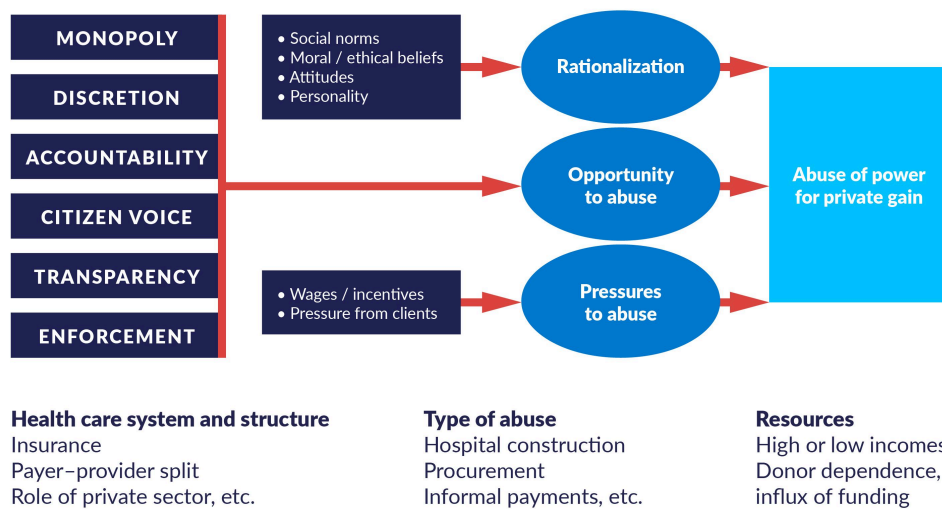 MONOPOLY
DISCRETION
ACCOUNTABILITY
CITIZEN VOICE
TRANSPARENCY
ENFORCEMENT
• Social norms
• Moral / ethical beliefs
• Attitudes
• Personality
• Wages / incentives
• Pressure from clients
Rationalization
Opportunity
to abuse
Pressures
to abuse
Abuse of power
for private gain
Health care system and structure
Insurance
Payer–provider split
Role of private sector, etc.
Type of abuse
Hospital construction
Procurement
Informal payments, etc.
Resources
High or low incomes
Donor dependence,
influx of funding